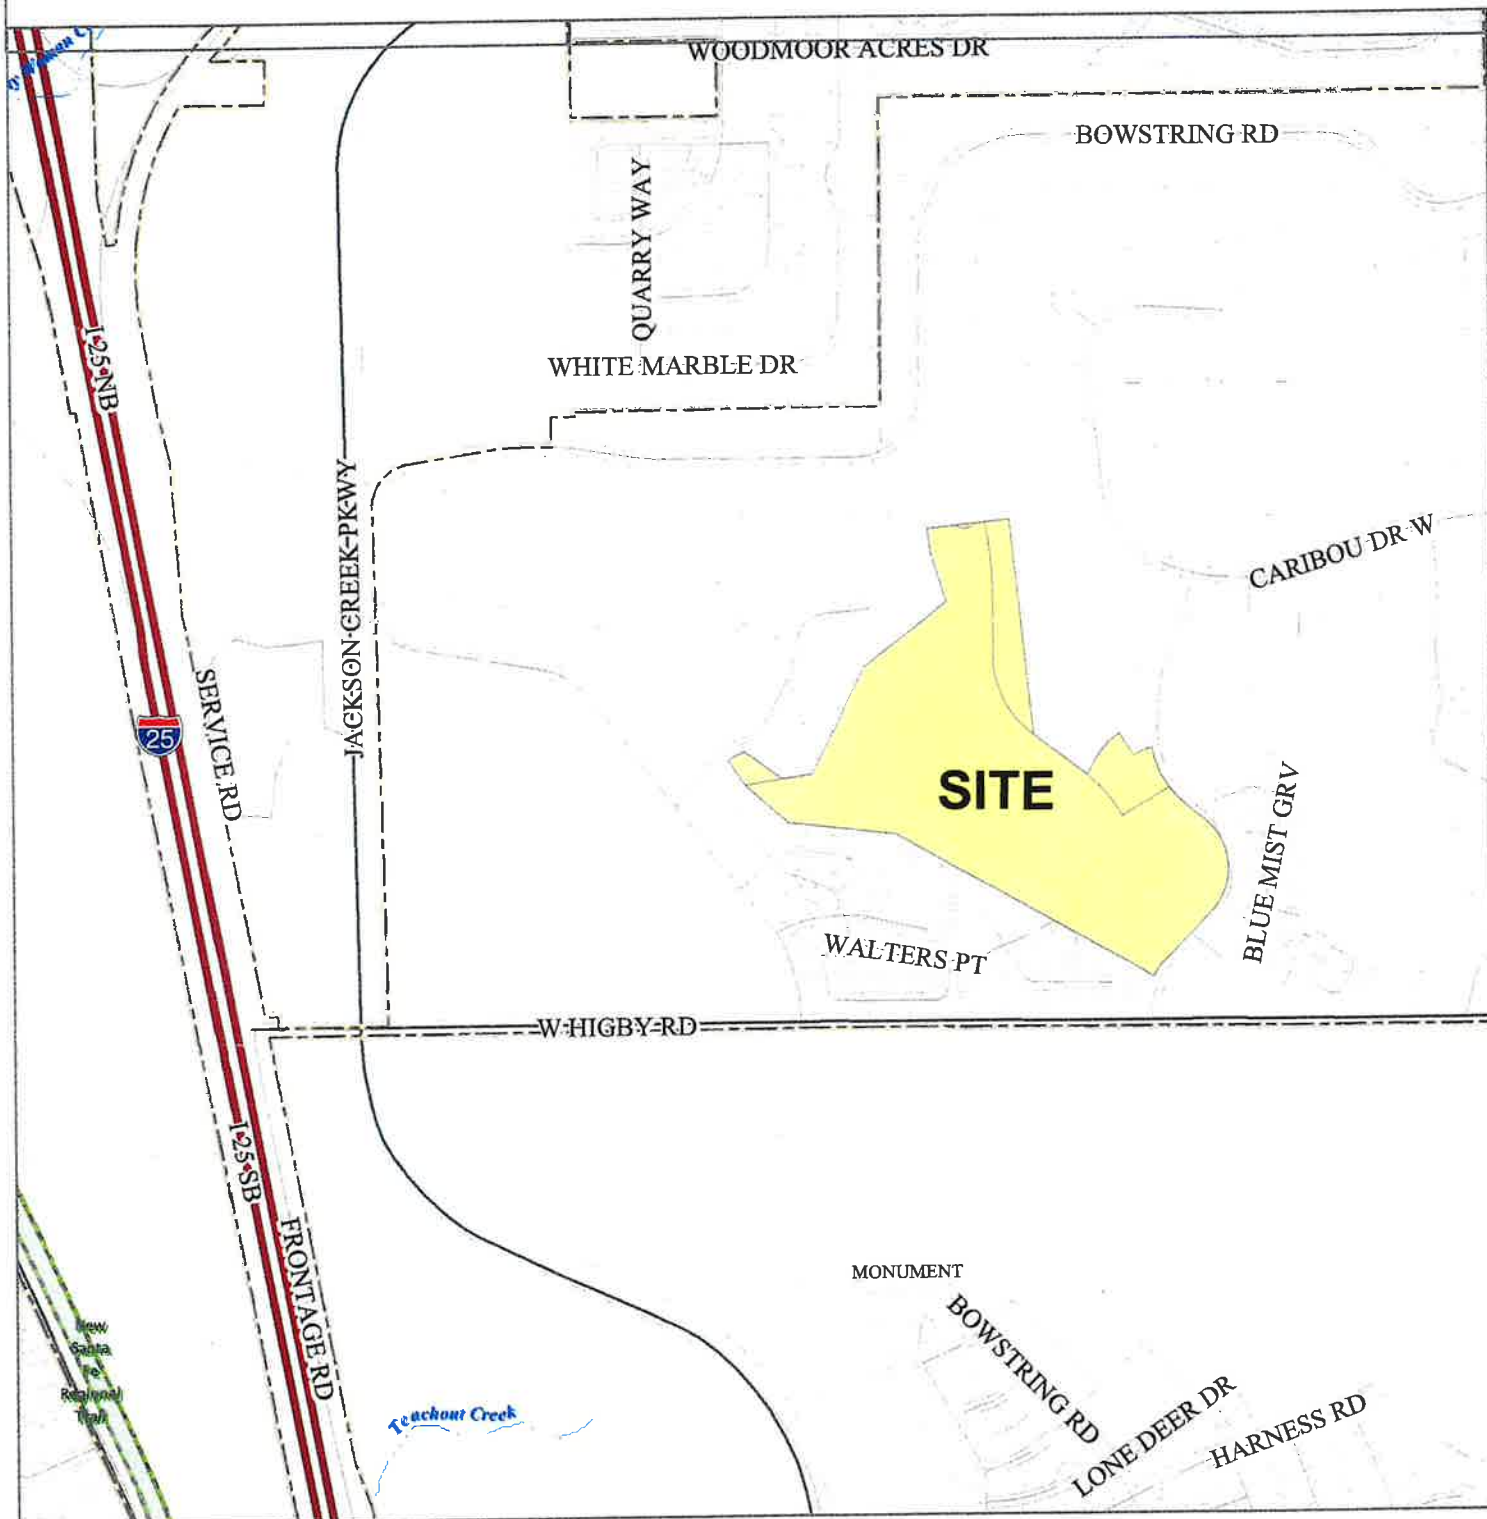 WOODMOOR ACRES DR
BOWSTRING RD
QUARRY WAY
WHITE MARBLE DR
I-25 NB
JACKSON CREEK PKWY
CARIBOU DR W
SERVICE RD
25
SITE
BLUE MIST GRV
WALTERS PT
W HIGBY RD
I-25 SB
FRONTAGE RD
MONUMENT
New
Santa
Fe
Regional
Trail
BOWSTRING RD
LONE DEER DR
HARNESS RD
Teachout Creek